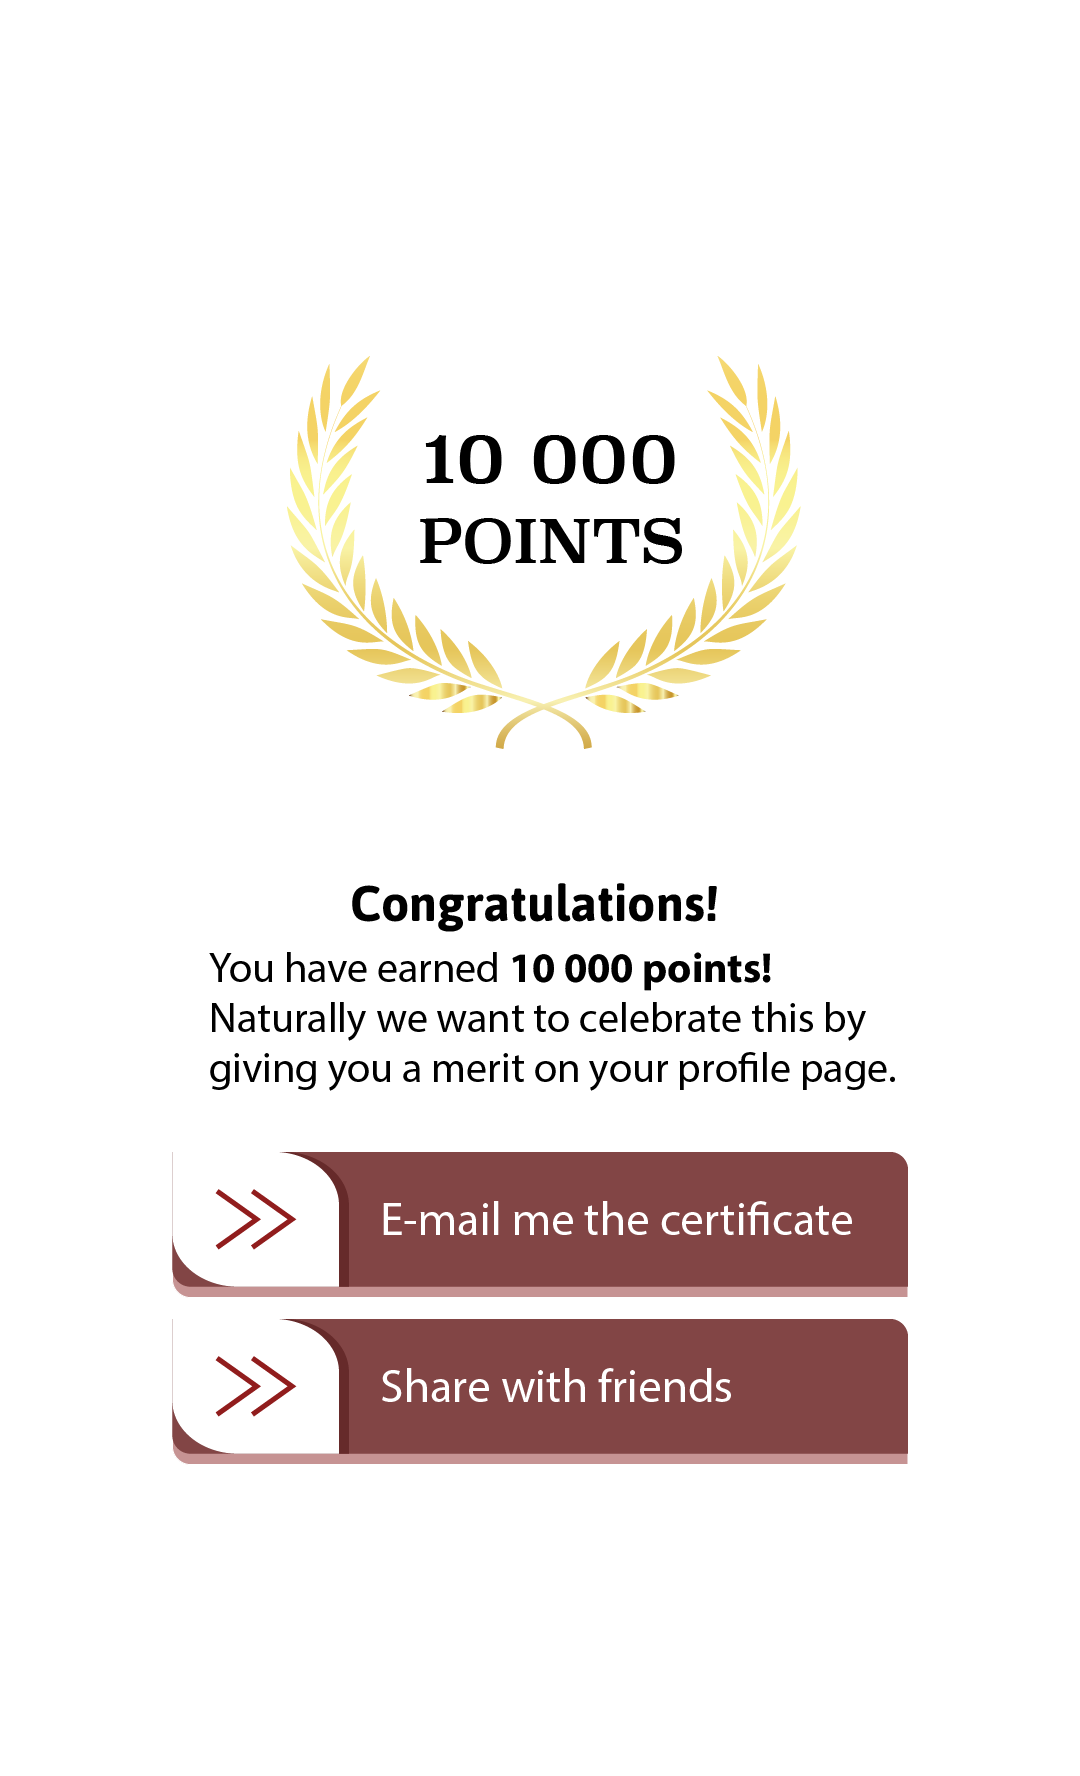 10 000
POINTS
Congratulations!
You have earned 10 000 points!
Naturally we want to celebrate this by
giving you a merit on your profile page.
E-mail me the certificate
Share with friends